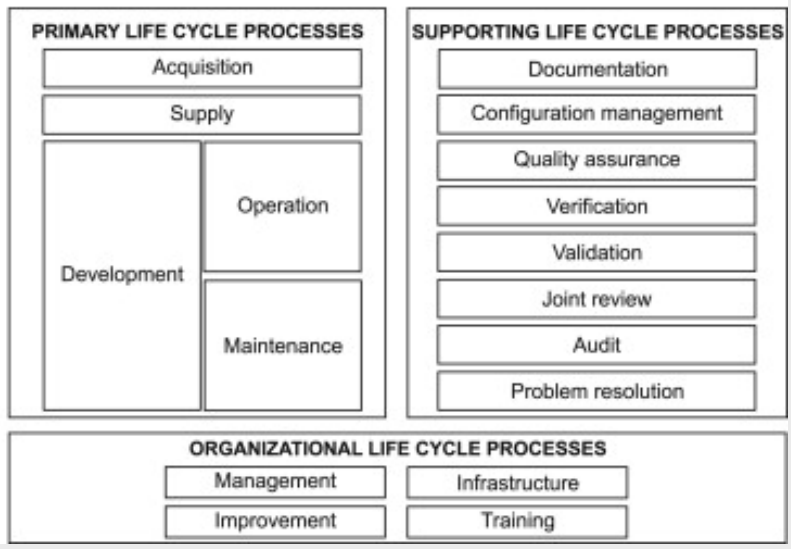 PRIMARY LIFE CYCLE PROCESSES
Acquisition
Supply
Development
Operation
Maintenance
SUPPORTING LIFE CYCLE PROCESSES
Documentation
Configuration management
Quality assurance
Verification
Validation
Joint review
Audit
Problem resolution
ORGANIZATIONAL LIFE CYCLE PROCESSES
Management
Infrastructure
Improvement
Training